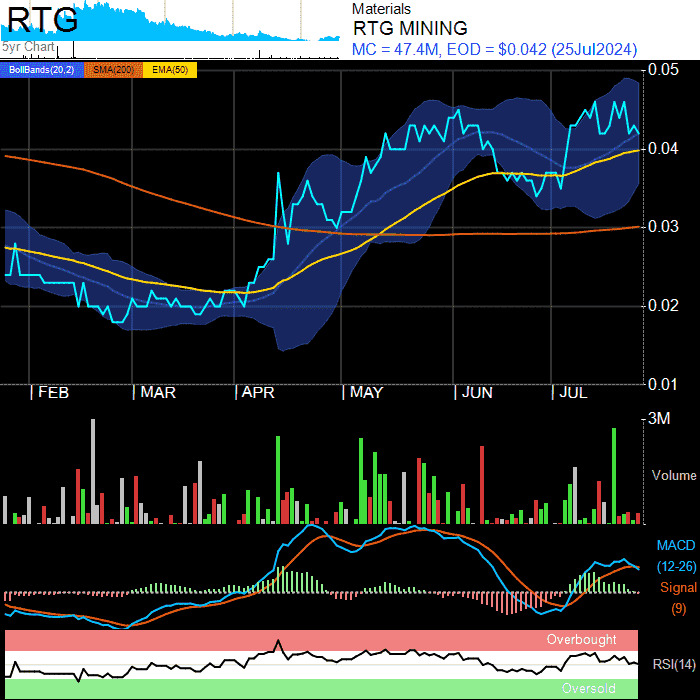 RTG
5yr Chart
Materials
RTG MINING
MC = 47.4M, EOD = $0.042 (25Jul2024)
BollBands(20,2) SMA(200) EMA(50)
0.05
0.04
0.03
0.02
0.01
FEB MAR APR MAY JUN JUL
3M
Volume
MACD
(12-26)
Signal
(9)
Overbought
RSI(14)
Oversold